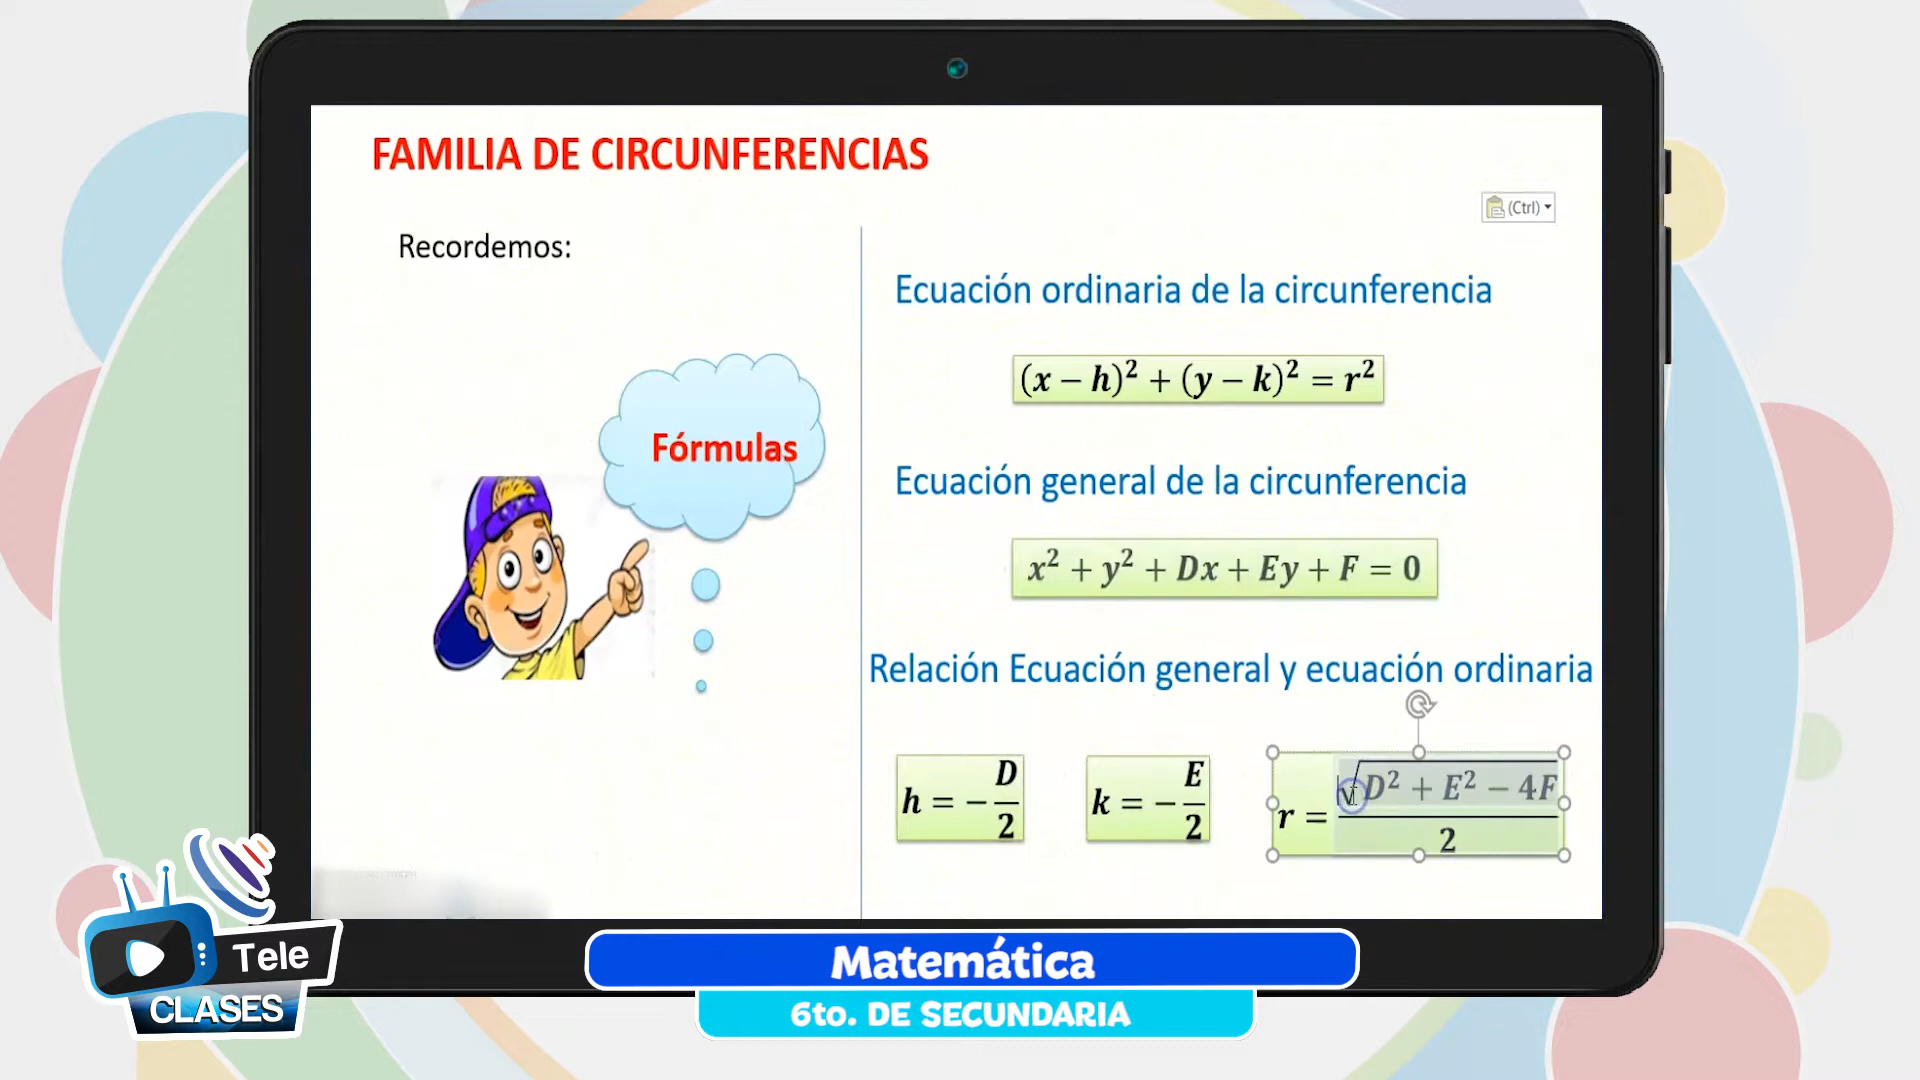 FAMILIA DE CIRCUNFERENCIAS
(Ctrl)
Recordemos:
Fórmulas
Ecuación ordinaria de la circunferencia
(x − h)² + (y − k)² = r²
Ecuación general de la circunferencia
x² + y² + Dx + Ey + F = 0
Relación Ecuación general y ecuación ordinaria
h = −D/2
k = −E/2
r = √(D² + E² − 4F)/2
Tele
CLASES
Matemática
6to. DE SECUNDARIA